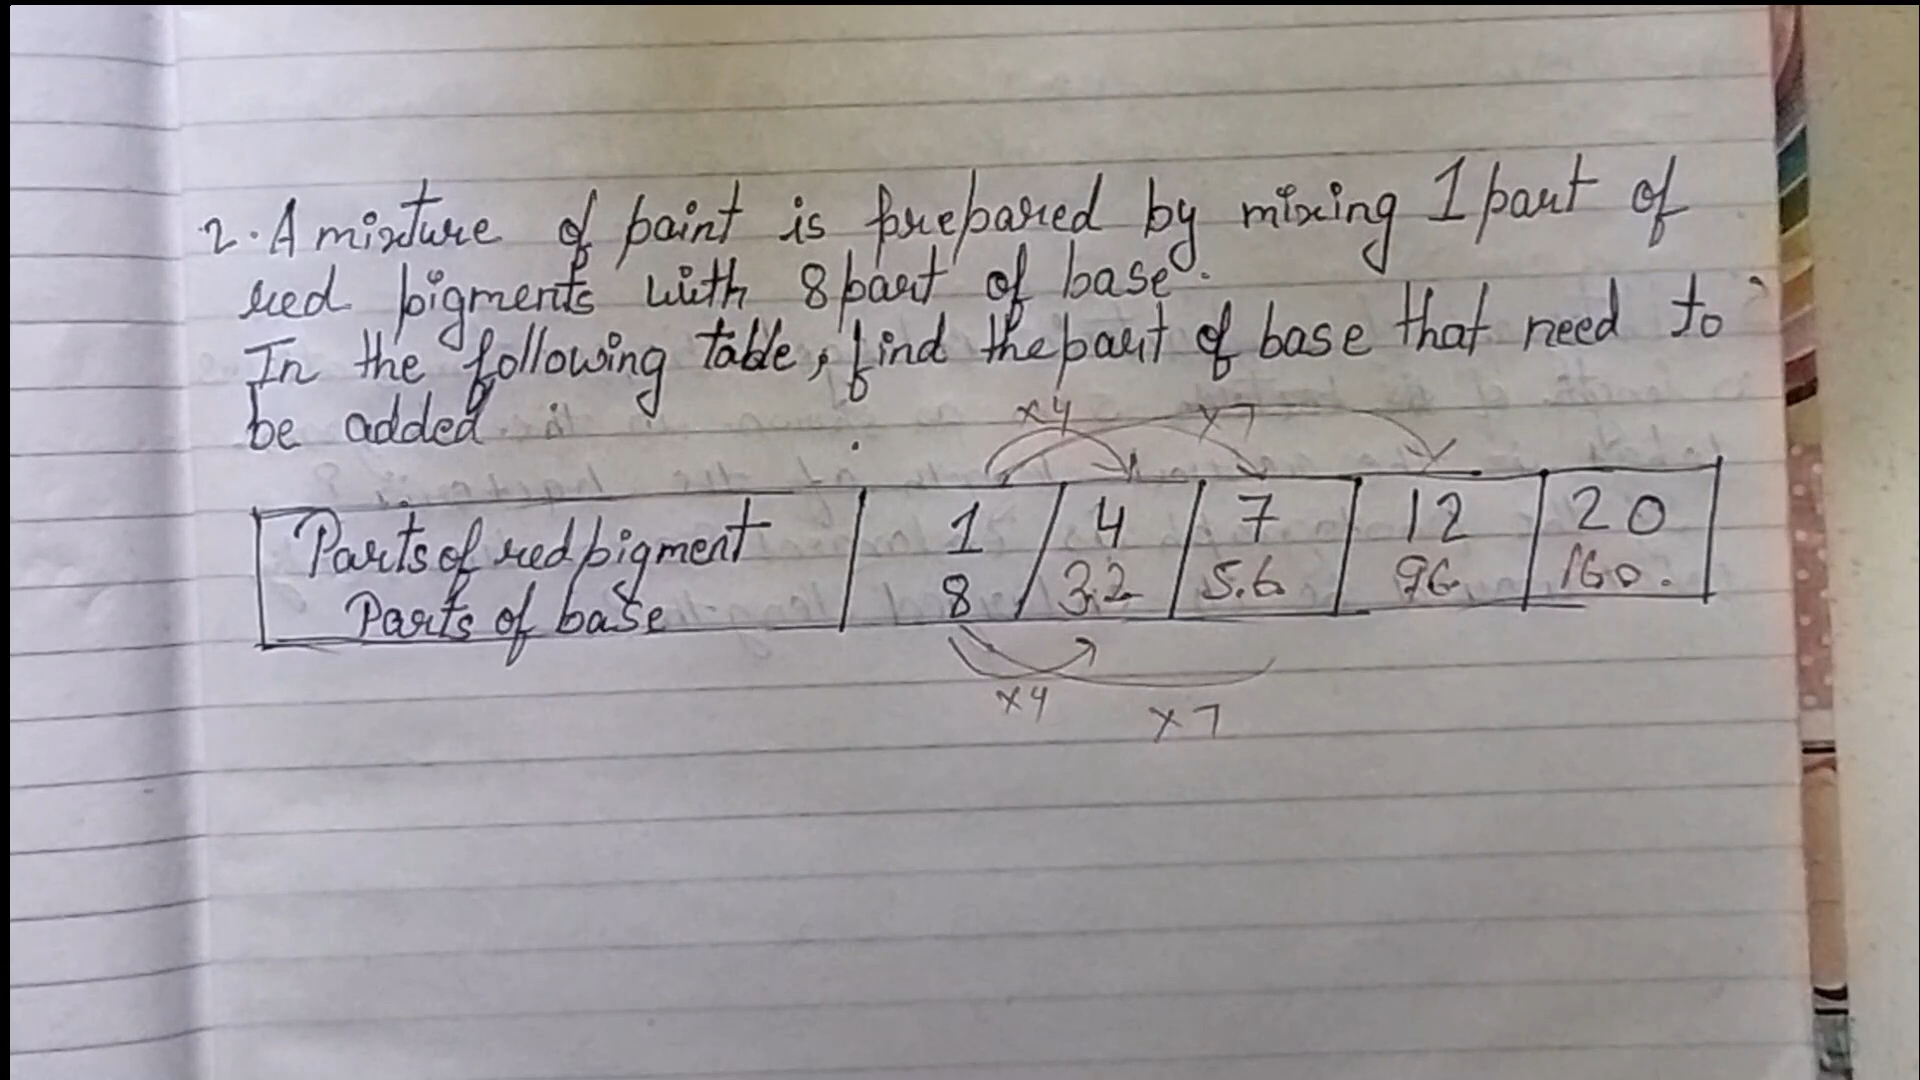 2. A mixture of paint is prepared by mixing 1 part of
red pigments with 8 part of base.
In the following table, find the part of base that need to
be added
×4 ×7
Parts of red pigment 1 4 7 12 20
Parts of base 8 32 56 96 160.
×4 ×7